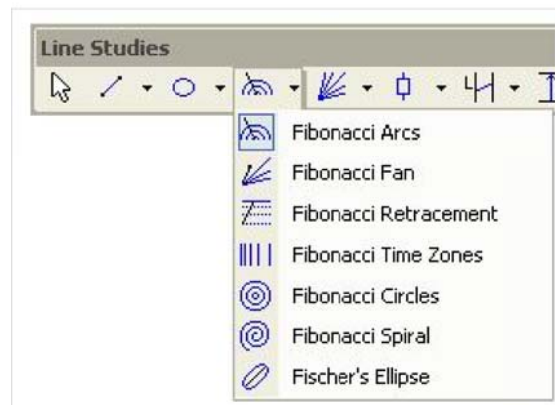 Line Studies
Fibonacci Arcs
Fibonacci Fan
Fibonacci Retracement
Fibonacci Time Zones
Fibonacci Circles
Fibonacci Spiral
Fischer's Ellipse